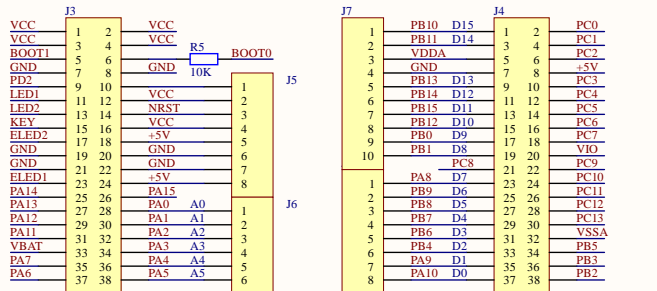 J3 J7 J4
VCC 1 2 VCC 1 PB10 D15 1 2 PC0
VCC 3 4 VCC R5 2 PB11 D14 3 4 PC1
BOOT1 5 6 10K BOOT0 3 VDDA 5 6 PC2
GND 7 8 GND J5 4 GND 7 8 +5V
PD2 9 10 1 5 PB13 D13 9 10 PC3
LED1 11 12 VCC 2 6 PB14 D12 11 12 PC4
LED2 13 14 NRST 3 7 PB15 D11 13 14 PC5
KEY 15 16 VCC 4 8 PB12 D10 15 16 PC6
ELED2 17 18 +5V 5 9 PB0 D9 17 18 PC7
GND 19 20 GND 6 10 PB1 D8 19 20 VIO
GND 21 22 GND 7 PC8 21 22 PC9
ELED1 23 24 +5V 8 1 PA8 D7 23 24 PC10
PA14 25 26 PA15 J6 2 PB9 D6 25 26 PC11
PA13 27 28 PA0 A0 1 3 PB8 D5 27 28 PC12
PA12 29 30 PA1 A1 2 4 PB7 D4 29 30 PC13
PA11 31 32 PA2 A2 3 5 PB6 D3 31 32 VSSA
VBAT 33 34 PA3 A3 4 6 PB4 D2 33 34 PB5
PA7 35 36 PA4 A4 5 7 PA9 D1 35 36 PB3
PA6 37 38 PA5 A5 6 8 PA10 D0 37 38 PB2